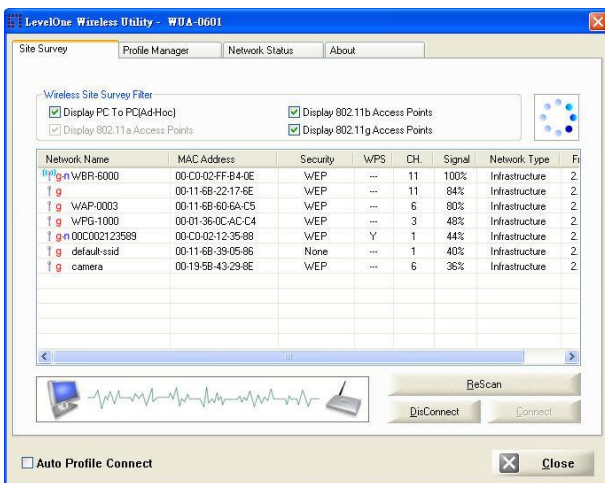 LevelOne Wireless Utility - WUA-0601
Site Survey Profile Manager Network Status About
Wireless Site Survey Filter
Display PC To PC(Ad-Hoc) Display 802.11b Access Points
Display 802.11a Access Points Display 802.11g Access Points
Network Name MAC Address Security WPS CH. Signal Network Type
g-n WBR-6000 00-C0-02-FF-B4-0E WEP --- 11 100% Infrastructure 2.
g 00-11-6B-22-17-6E WEP --- 11 84% Infrastructure 2.
g WAP-0003 00-11-6B-60-6A-C5 WEP --- 6 80% Infrastructure 2.
g WPG-1000 00-01-36-0C-AC-C4 WEP --- 3 48% Infrastructure 2.
g-n 00C002123589 00-C0-02-12-35-88 WEP Y 1 44% Infrastructure 2.
g default-ssid 00-11-6B-39-05-86 None --- 1 40% Infrastructure 2.
g camera 00-19-5B-43-29-8E WEP --- 6 36% Infrastructure 2.
ReScan
DisConnect Connect
Auto Profile Connect Close